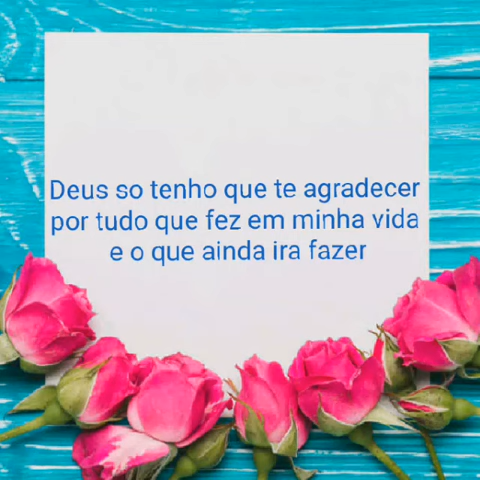 Deus so tenho que te agradecer
por tudo que fez em minha vida
e o que ainda ira fazer